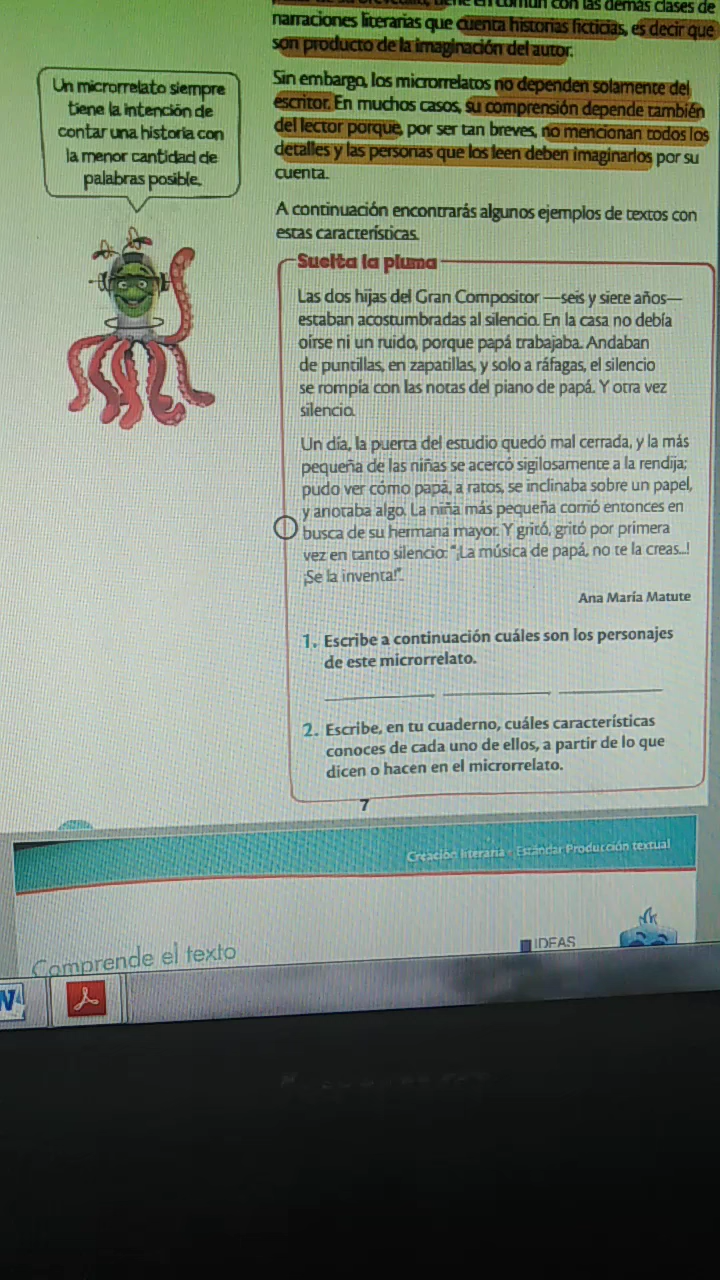 en común con las demás clases de
narraciones literarias que cuenta historias ficticias, es decir que
son producto de la imaginación del autor.
Un microrrelato siempre
tiene la intención de
contar una historia con
la menor cantidad de
palabras posible.
Sin embargo, los microrrelatos no dependen solamente del
escritor. En muchos casos, su comprensión depende también
del lector porque, por ser tan breves, no mencionan todos los
detalles y las personas que los leen deben imaginarlos por su
cuenta.
A continuación encontrarás algunos ejemplos de textos con
estas características.
Suelta la pluma
Las dos hijas del Gran Compositor —seis y siete años—
estaban acostumbradas al silencio. En la casa no debía
oírse ni un ruido, porque papá trabajaba. Andaban
de puntillas, en zapatillas, y solo a ráfagas, el silencio
se rompía con las notas del piano de papá. Y otra vez
silencio.
Un día, la puerta del estudio quedó mal cerrada, y la más
pequeña de las niñas se acercó sigilosamente a la rendija;
pudo ver cómo papá, a ratos, se inclinaba sobre un papel,
y anotaba algo. La niña más pequeña corrió entonces en
busca de su hermana mayor. Y gritó, gritó por primera
vez en tanto silencio: “¡La música de papá, no te la creas...!
¡Se la inventa!”.
Ana María Matute
1. Escribe a continuación cuáles son los personajes
de este microrrelato.
2. Escribe, en tu cuaderno, cuáles características
conoces de cada uno de ellos, a partir de lo que
dicen o hacen en el microrrelato.
7
Creación literaria - Estándar Producción textual
Comprende el texto
IDEAS
W